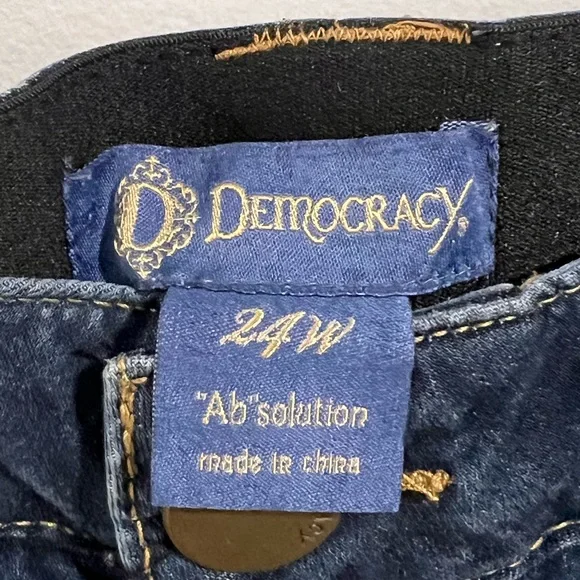 D DEMOCRACY®
24W
"Ab"solution
made in china